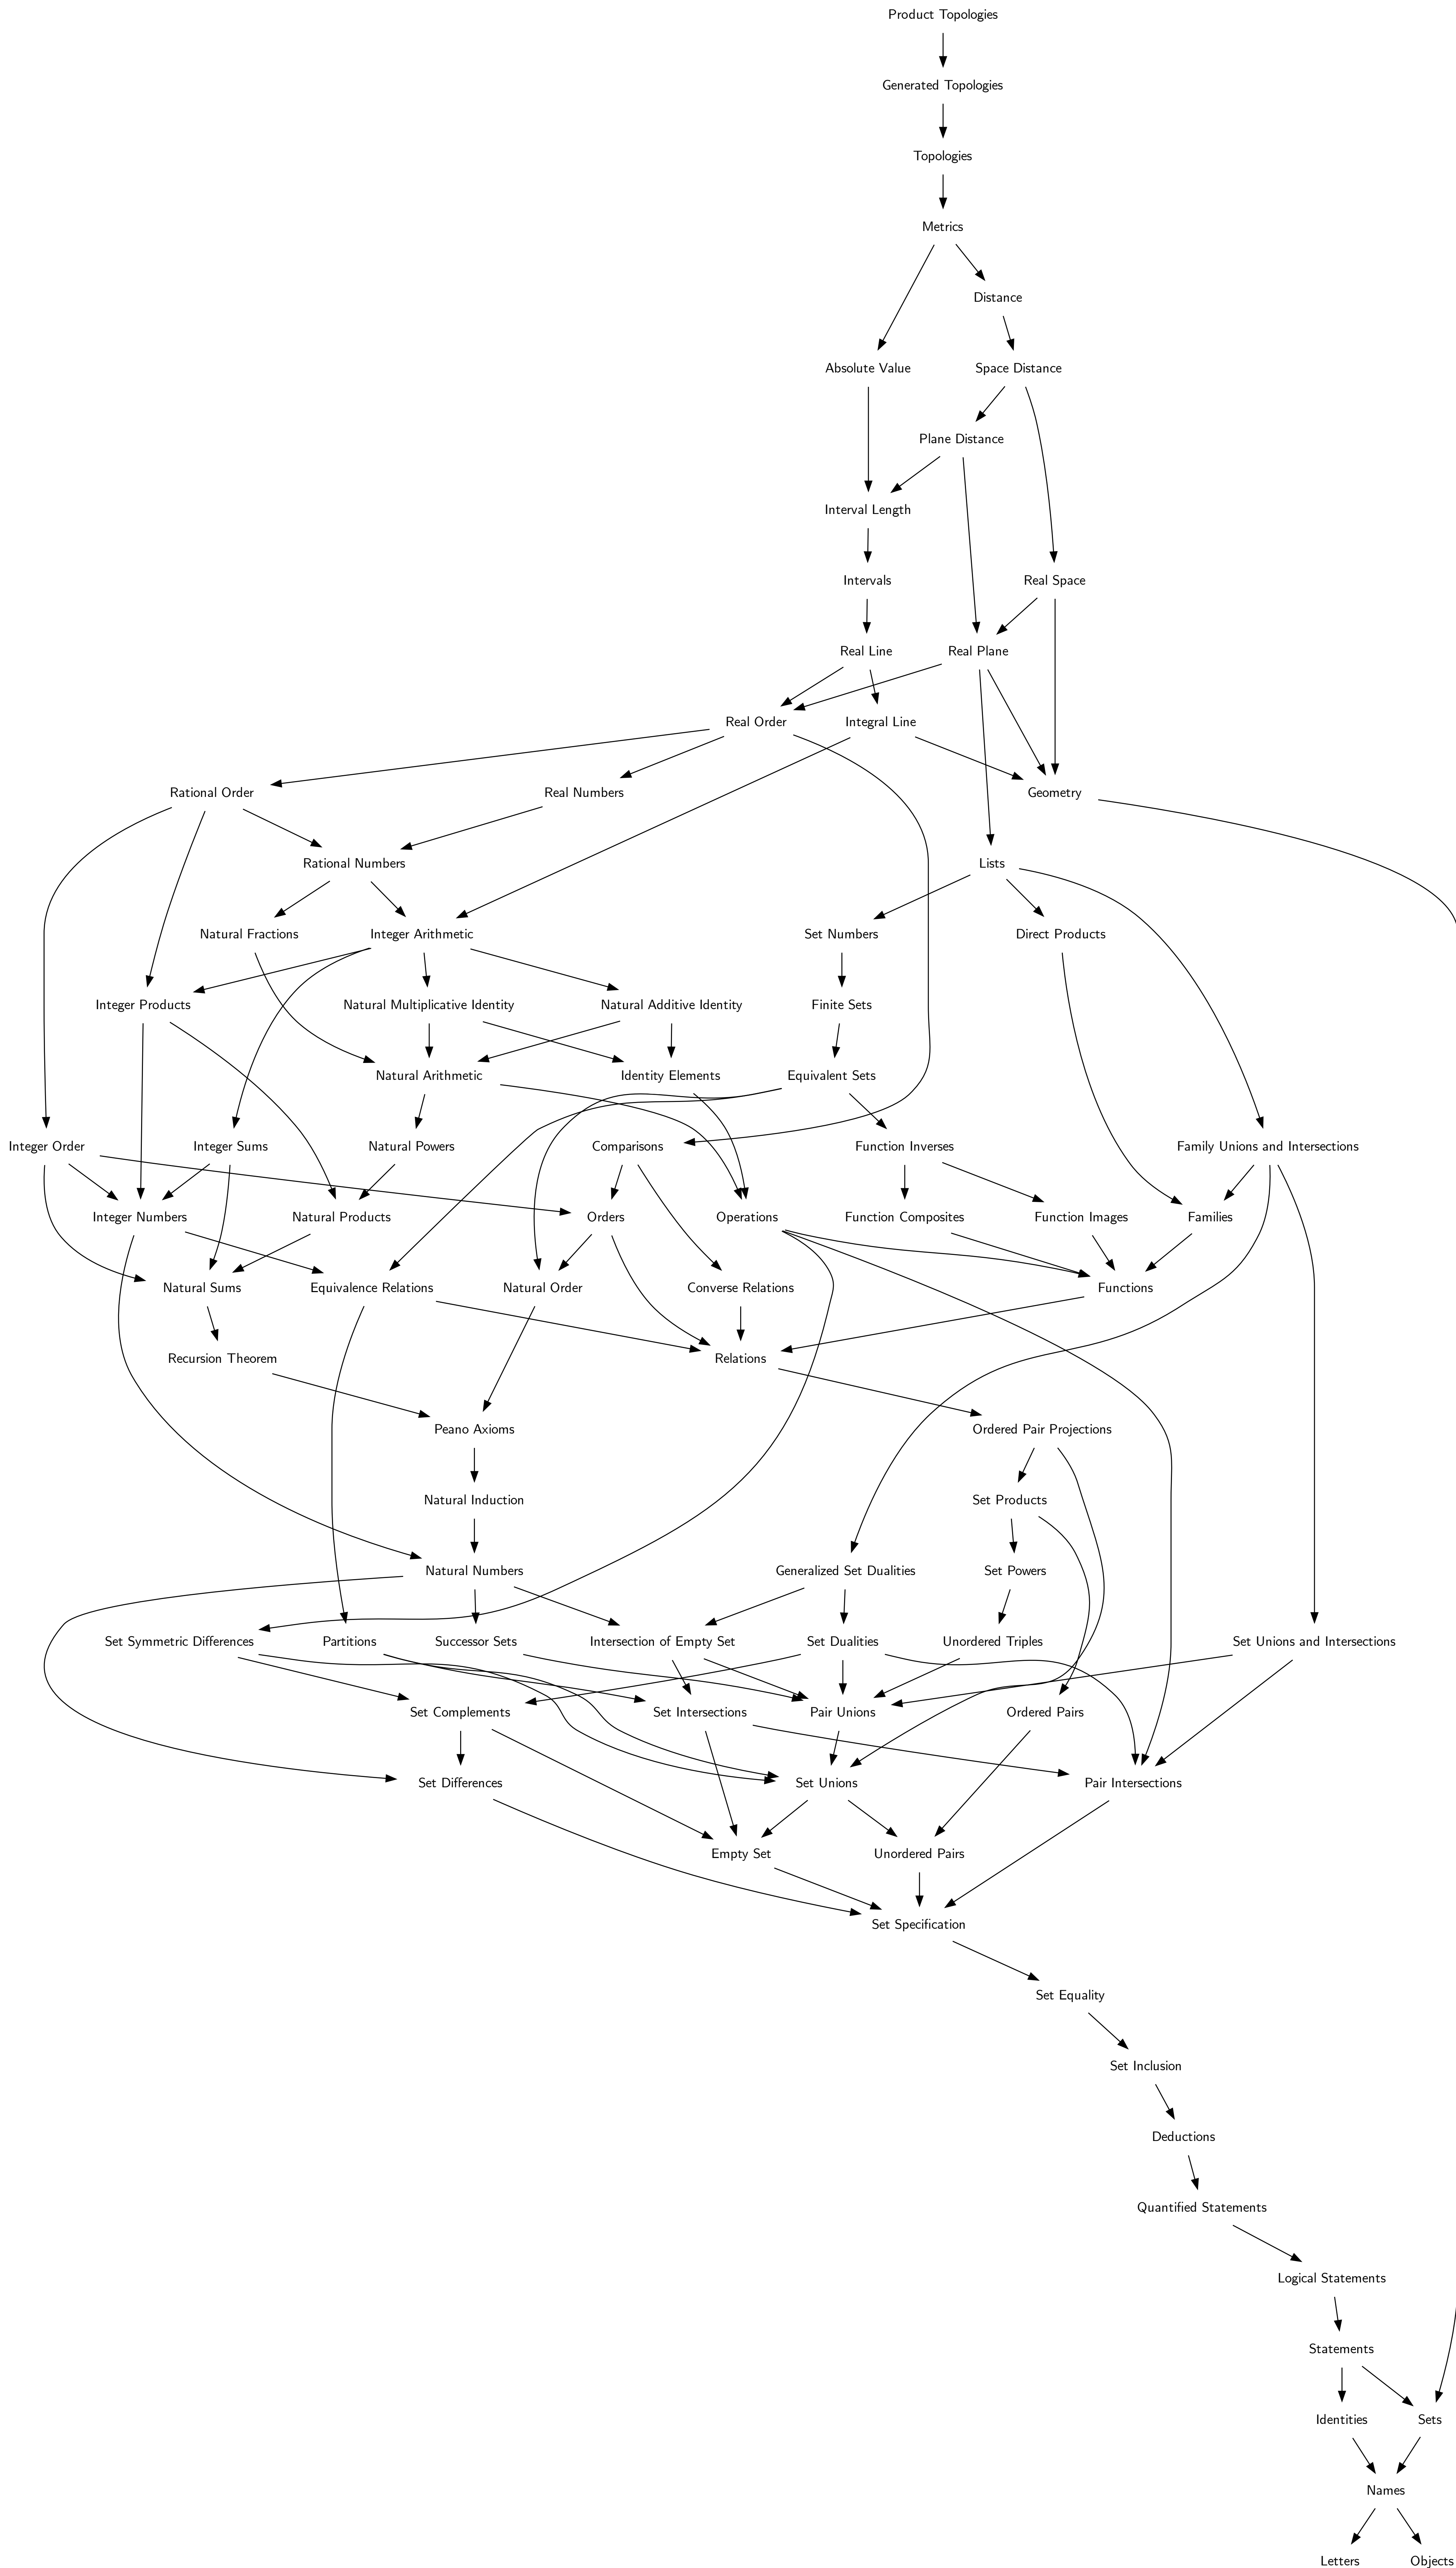 Product Topologies
Generated Topologies
Topologies
Metrics
Distance
Absolute Value
Space Distance
Plane Distance
Interval Length
Intervals
Real Space
Real Line
Real Plane
Real Order
Integral Line
Rational Order
Real Numbers
Geometry
Rational Numbers
Lists
Natural Fractions
Integer Arithmetic
Set Numbers
Direct Products
Integer Products
Natural Multiplicative Identity
Natural Additive Identity
Finite Sets
Natural Arithmetic
Identity Elements
Equivalent Sets
Integer Order
Integer Sums
Natural Powers
Comparisons
Function Inverses
Family Unions and Intersections
Integer Numbers
Natural Products
Orders
Operations
Function Composites
Function Images
Families
Natural Sums
Equivalence Relations
Natural Order
Converse Relations
Functions
Recursion Theorem
Relations
Peano Axioms
Ordered Pair Projections
Natural Induction
Set Products
Natural Numbers
Generalized Set Dualities
Set Powers
Set Symmetric Differences
Partitions
Successor Sets
Intersection of Empty Set
Set Dualities
Unordered Triples
Set Unions and Intersections
Set Complements
Set Intersections
Pair Unions
Ordered Pairs
Set Differences
Set Unions
Pair Intersections
Empty Set
Unordered Pairs
Set Specification
Set Equality
Set Inclusion
Deductions
Quantified Statements
Logical Statements
Statements
Identities
Sets
Names
Letters
Objects